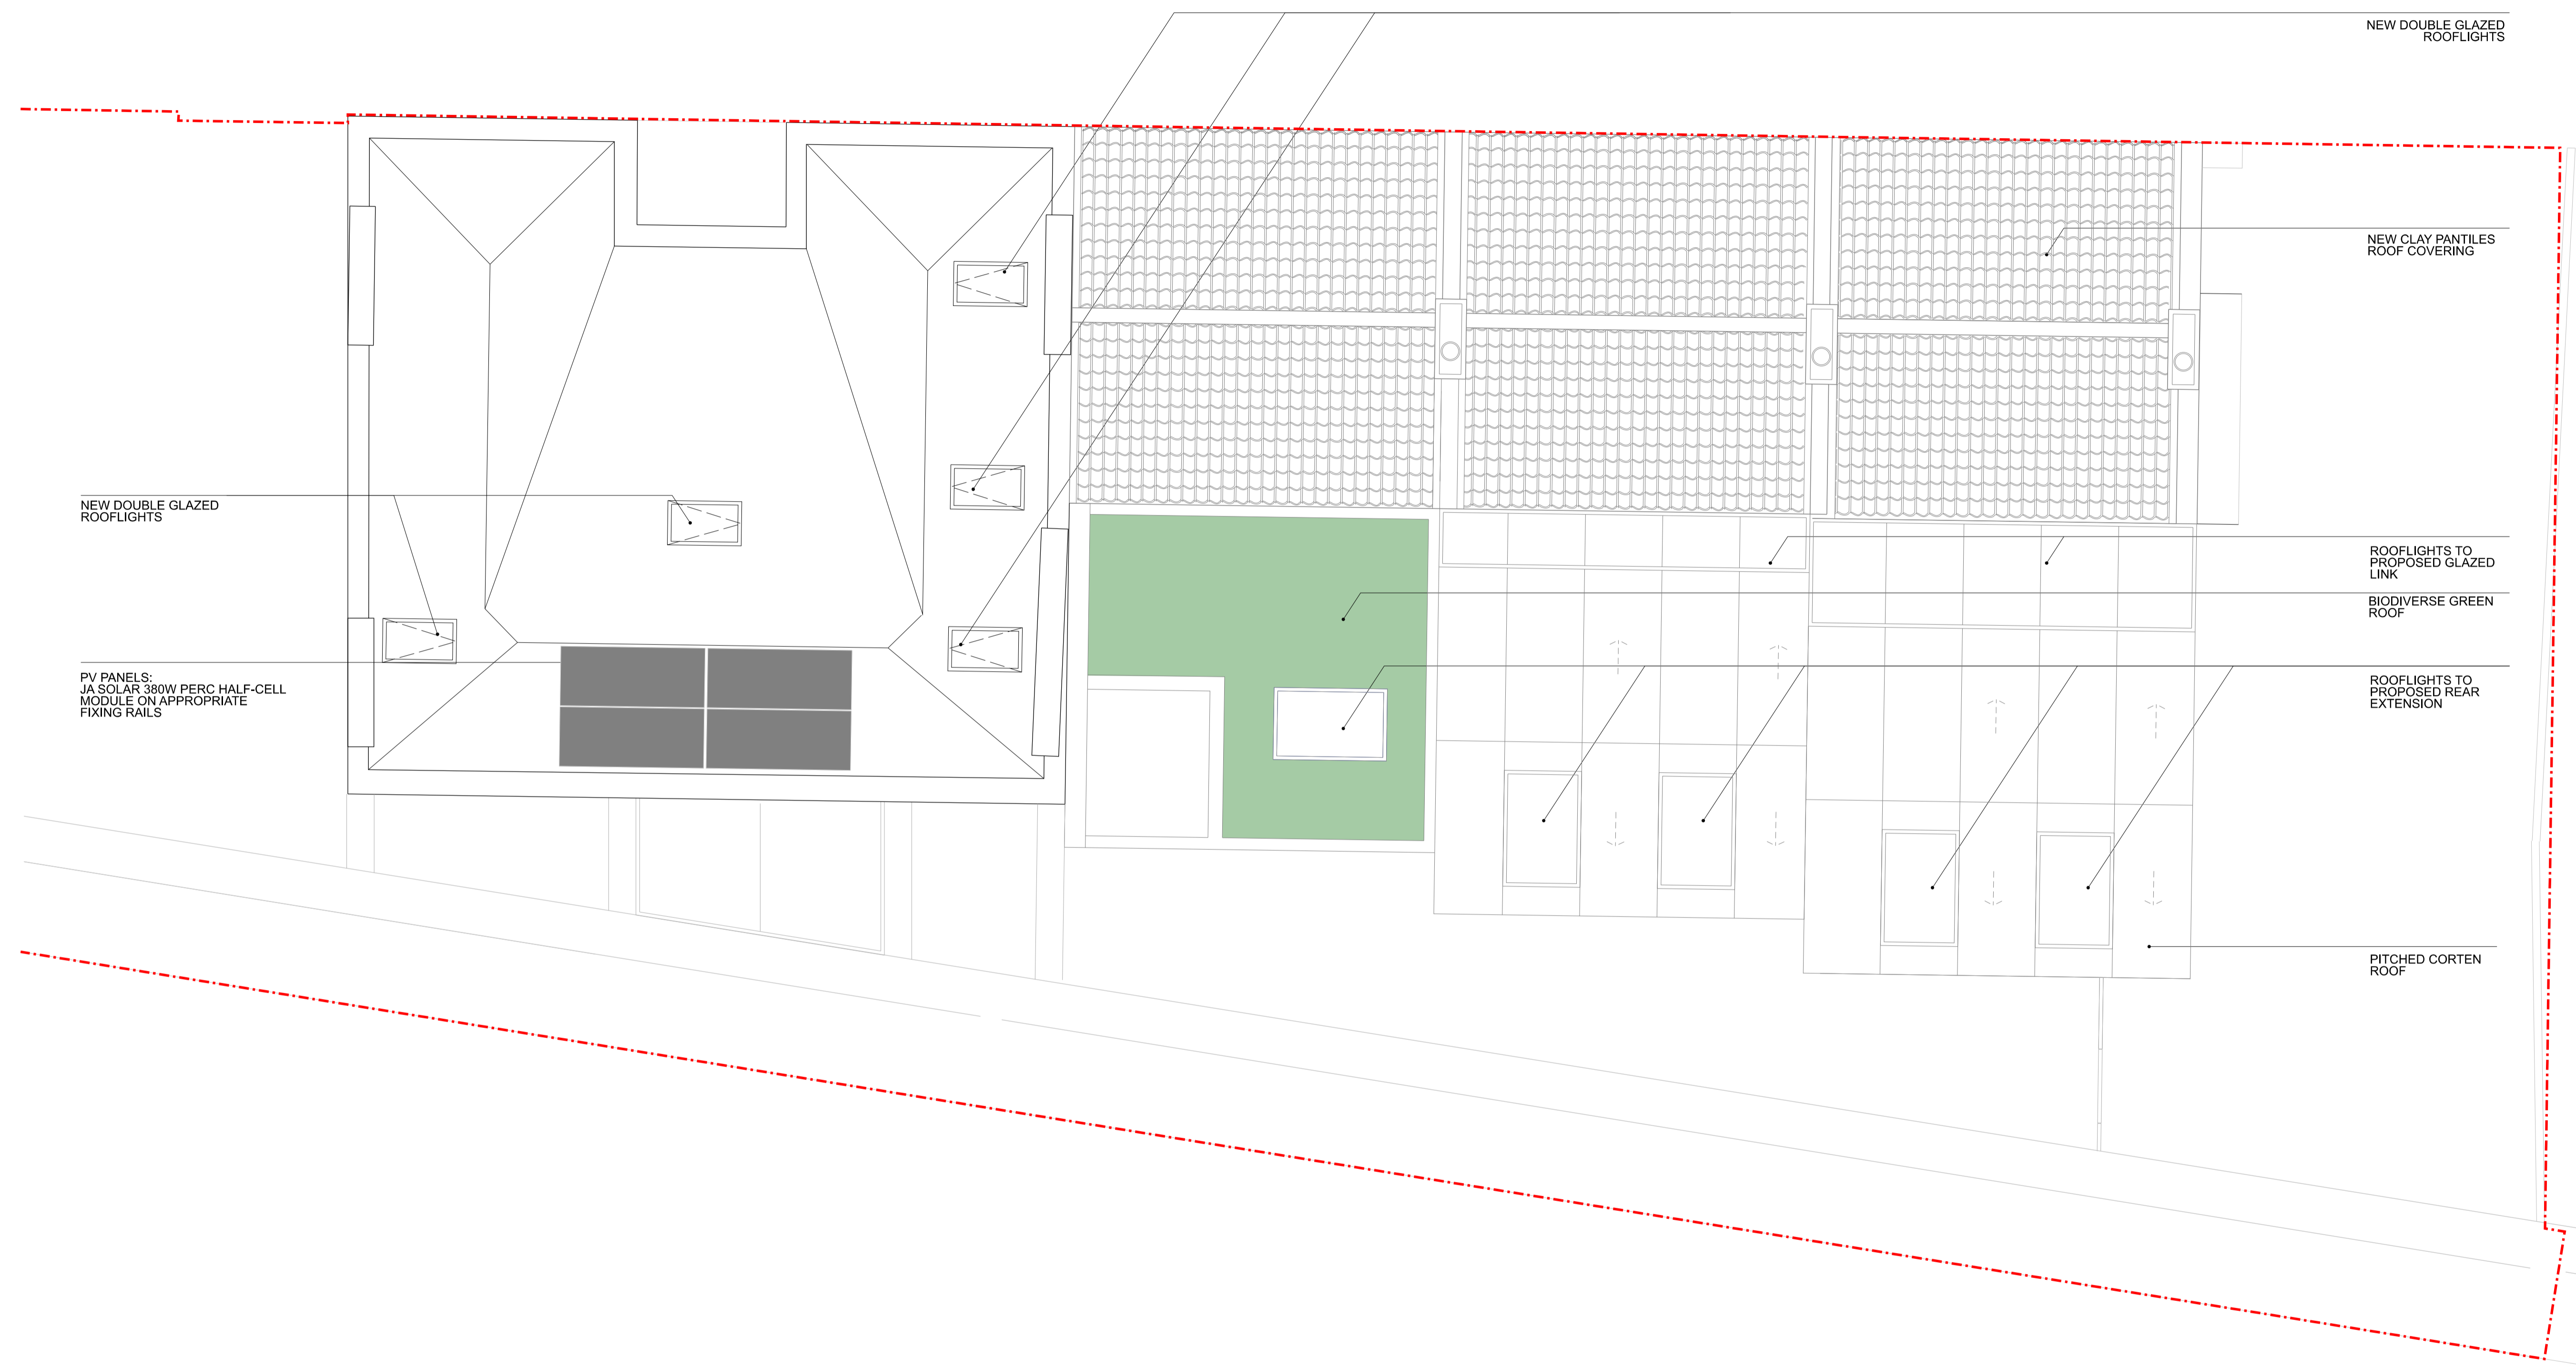 NEW DOUBLE GLAZED
ROOFLIGHTS
NEW CLAY PANTILES
ROOF COVERING
NEW DOUBLE GLAZED
ROOFLIGHTS
ROOFLIGHTS TO
PROPOSED GLAZED
LINK
BIODIVERSE GREEN
ROOF
PV PANELS:
JA SOLAR 380W PERC HALF-CELL
MODULE ON APPROPRIATE
FIXING RAILS
ROOFLIGHTS TO
PROPOSED REAR
EXTENSION
PITCHED CORTEN
ROOF